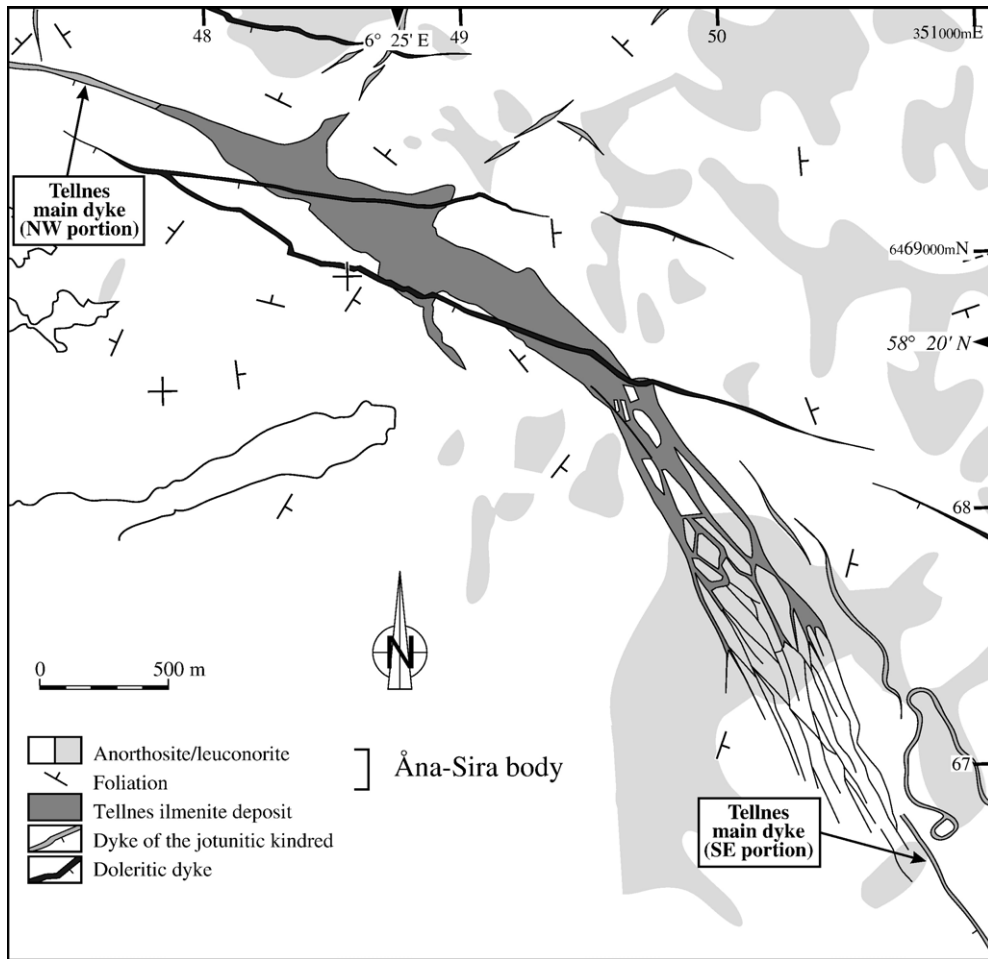 48
6° 25' E
49
50
351000mE
Tellnes
main dyke
(NW portion)
6469000mN
58° 20' N
68
N
0
500 m
67
Anorthosite/leuconorite
Foliation
Åna-Sira body
Tellnes ilmenite deposit
Dyke of the jotunitic kindred
Doleritic dyke
Tellnes
main dyke
(SE portion)